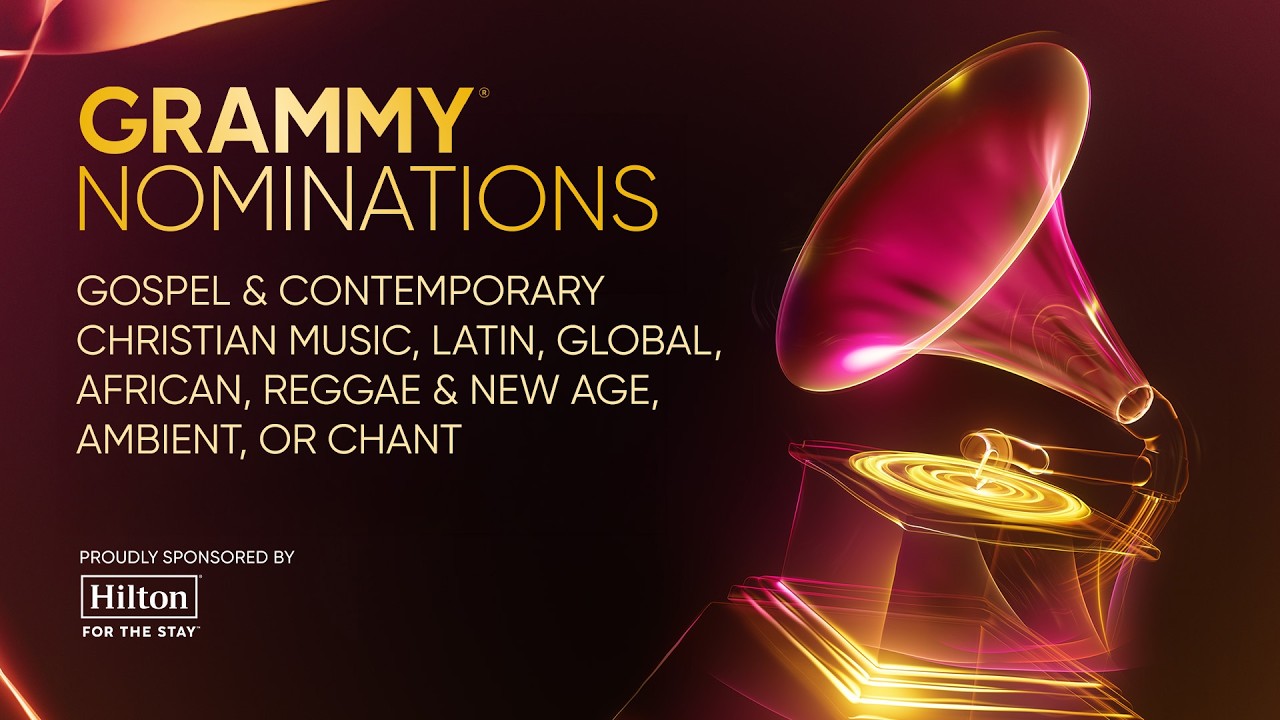 GRAMMY®
NOMINATIONS
GOSPEL & CONTEMPORARY
CHRISTIAN MUSIC, LATIN, GLOBAL,
AFRICAN, REGGAE & NEW AGE,
AMBIENT, OR CHANT
PROUDLY SPONSORED BY
Hilton®
FOR THE STAY™